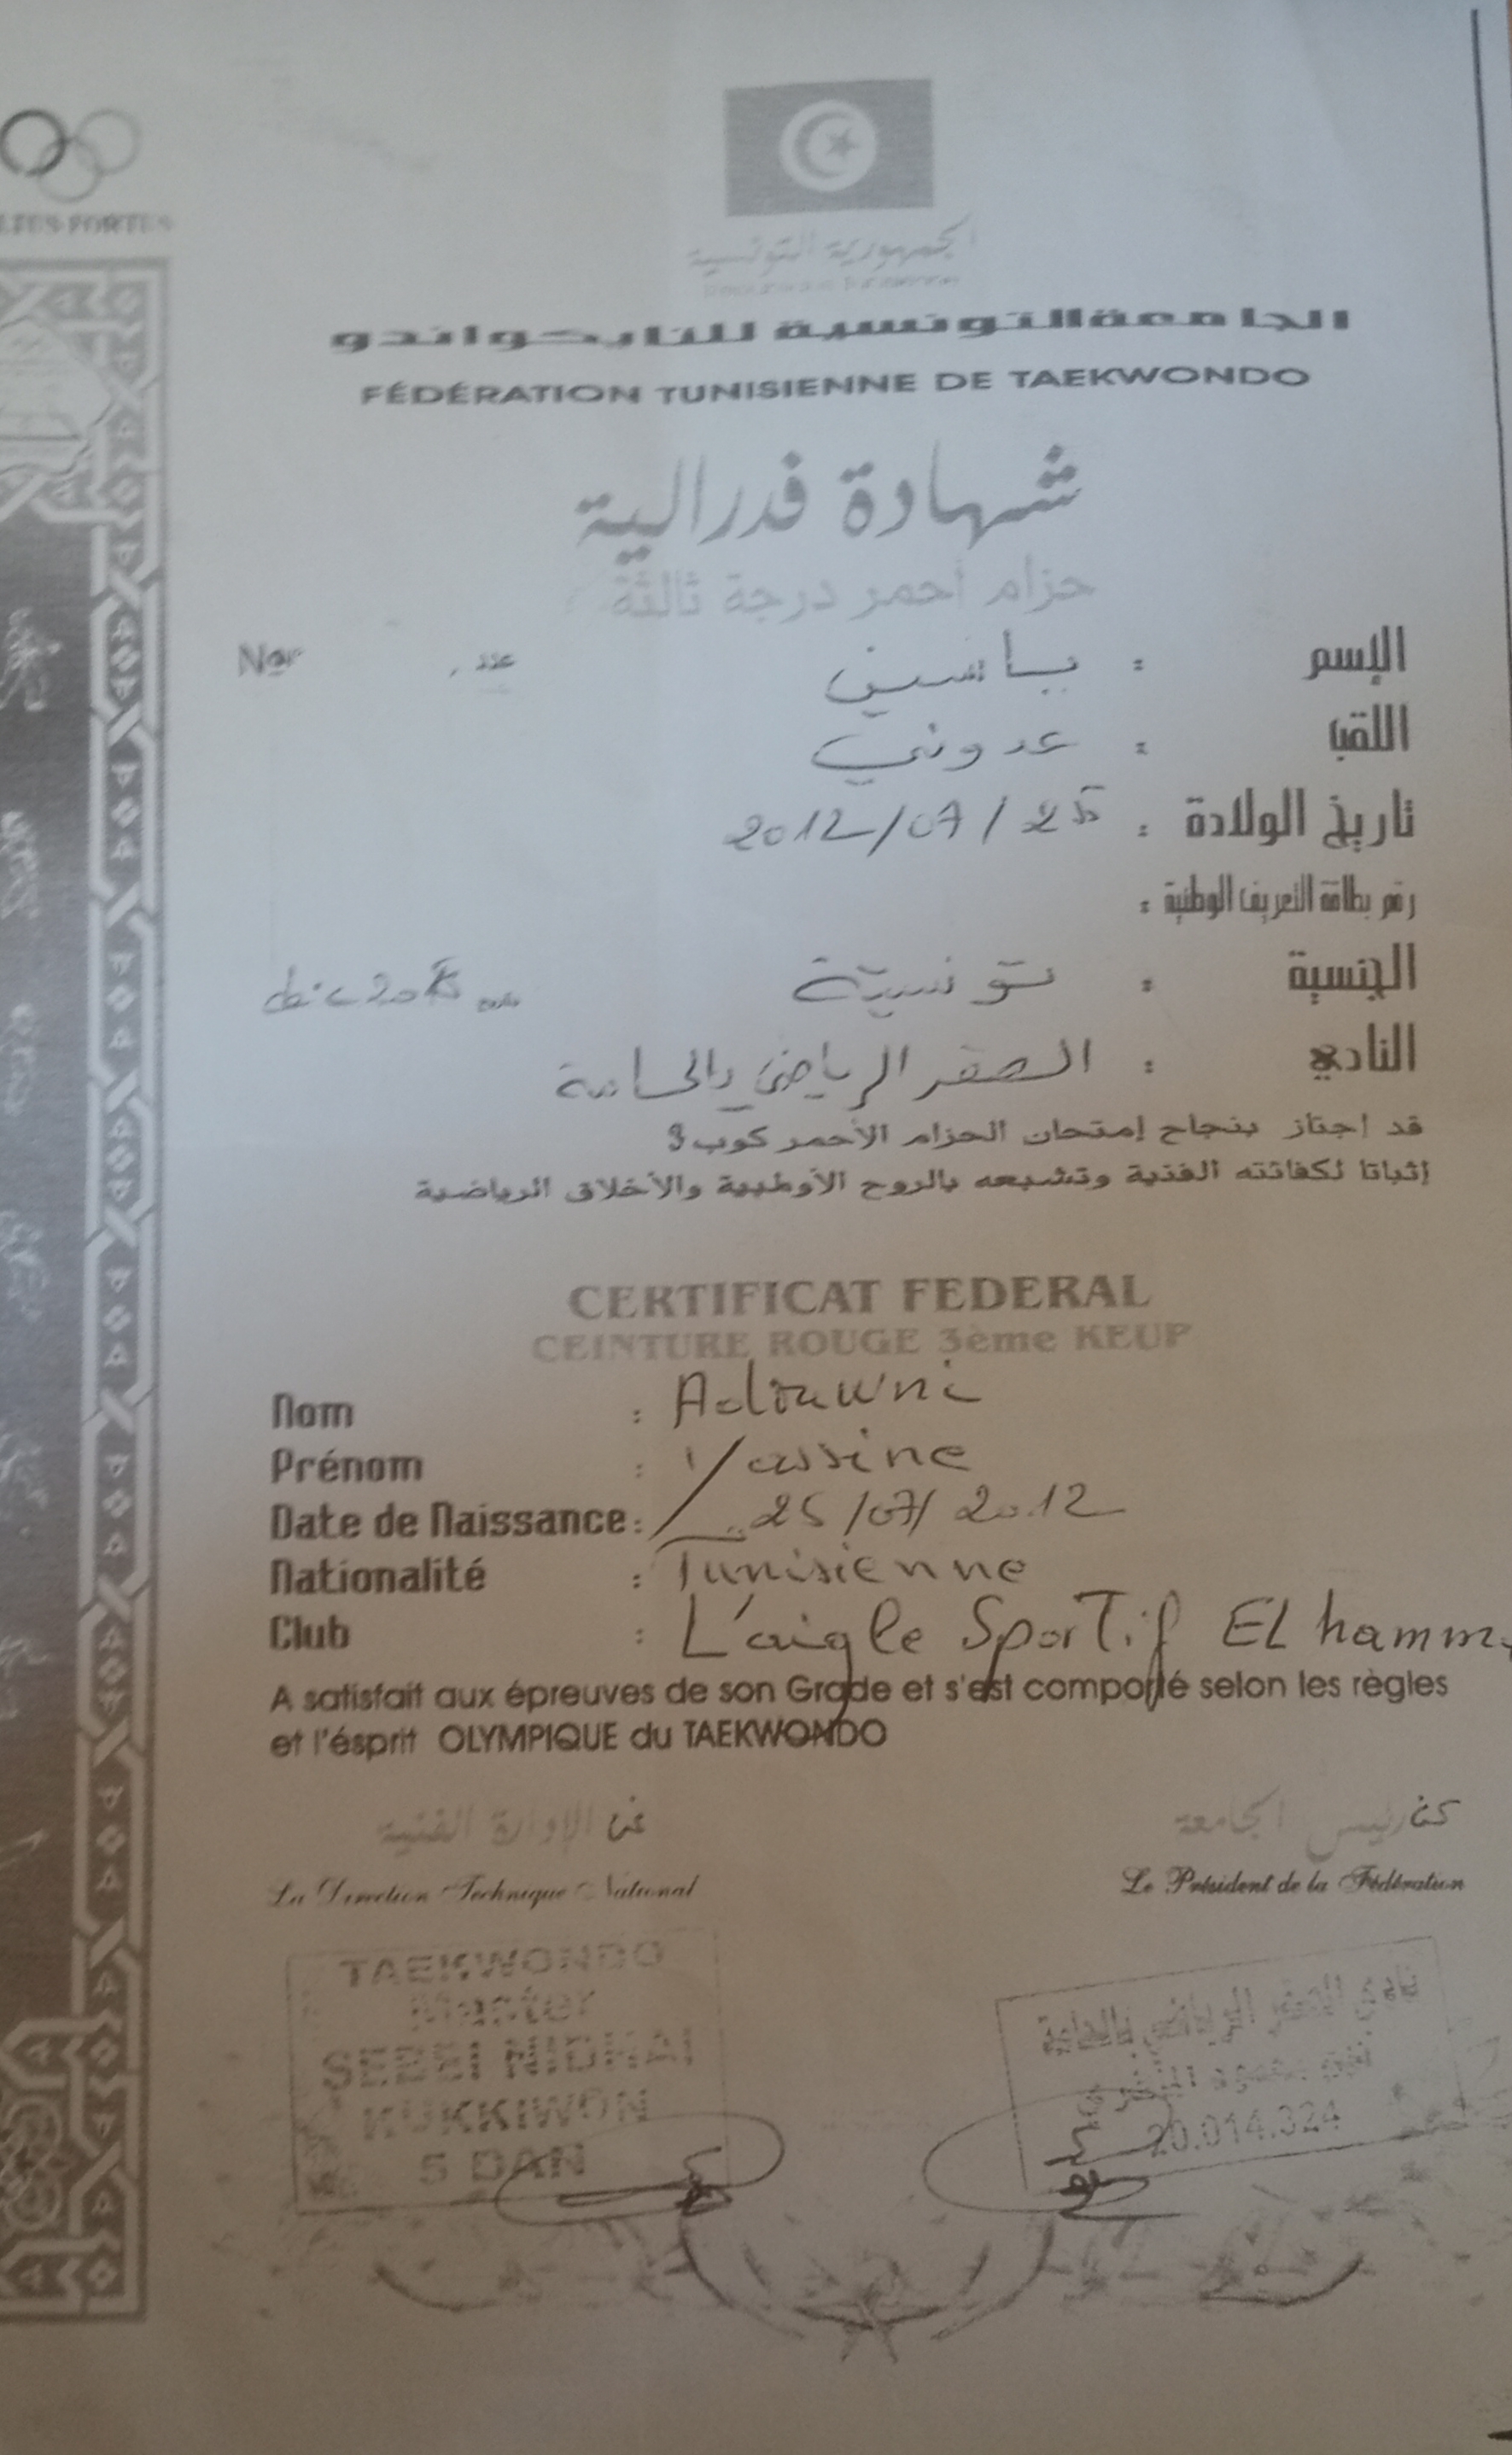 الجمهورية التونسية
الجامعة التونسية للتايكواندو
FÉDÉRATION TUNISIENNE DE TAEKWONDO
شهادة فدرالية
حزام أحمر درجة ثالثة
الإسم : ياسين
عدد
اللقب : عدوني
تاريخ الولادة : 2012/07/25
رقم بطاقة التعريف الوطنية :
الجنسية : تونسية
النادي : الصقر الرياضي بالحامة
قد إجتاز بنجاح إمتحان الحزام الأحمر كوب 3
إثباتا لكفائته الفنية وتشبعه بالروح الأولمبية والأخلاق الرياضية
CERTIFICAT FEDERAL
CEINTURE ROUGE 3ème KEUP
Nom : Adouwni
Prénom : Yassine
Date de Naissance : 25/07/2012
Nationalité : Tunisienne
Club : L'aigle Sportif EL hamm
A satisfait aux épreuves de son Grade et s'est comporté selon les règles
et l'ésprit OLYMPIQUE du TAEKWONDO
عن الإدارة الفنية
عن رئيس الجامعة
La Direction Technique National
Le Président de la Fédération
TAEKWONDO
Master
KUKKIWON
5 DAN
نادي الصقر الرياضي بالحامة
20.014.324